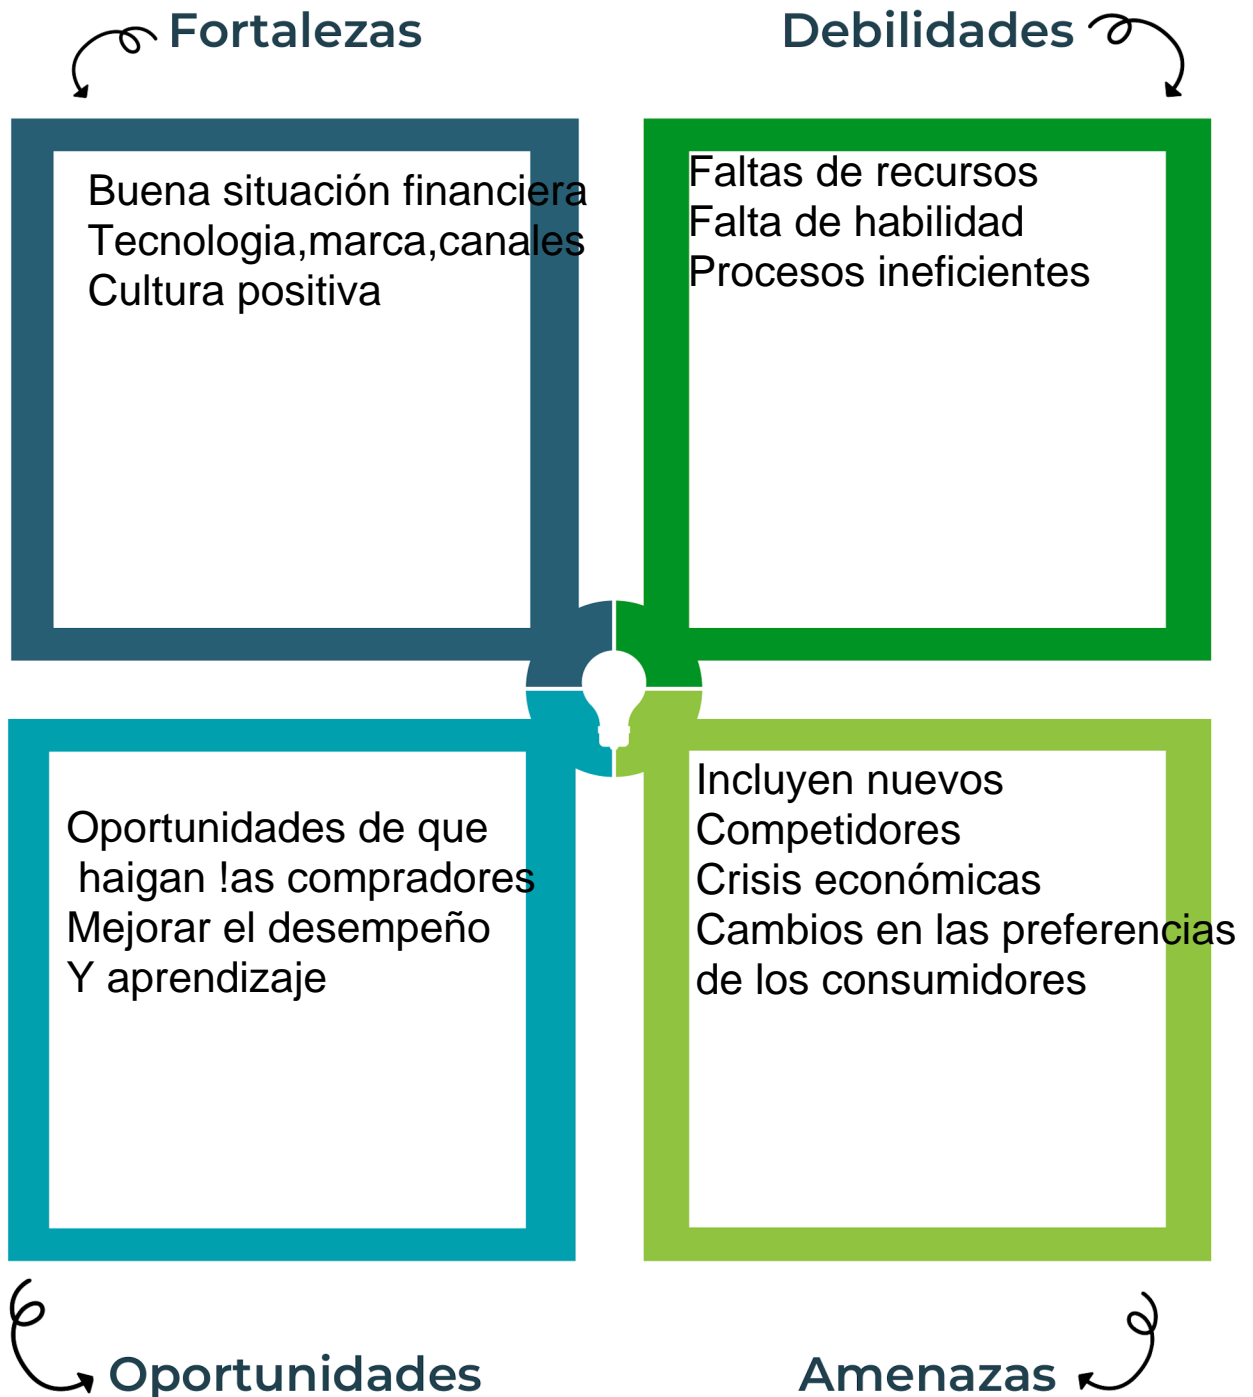 Fortalezas
Buena situación financiera
Tecnologia,marca,canales
Cultura positiva
Debilidades
Faltas de recursos
Falta de habilidad
Procesos ineficientes
Oportunidades de que
haigan !as compradores
Mejorar el desempeño
Y aprendizaje
Oportunidades
Incluyen nuevos
Competidores
Crisis económicas
Cambios en las preferencias
de los consumidores
Amenazas